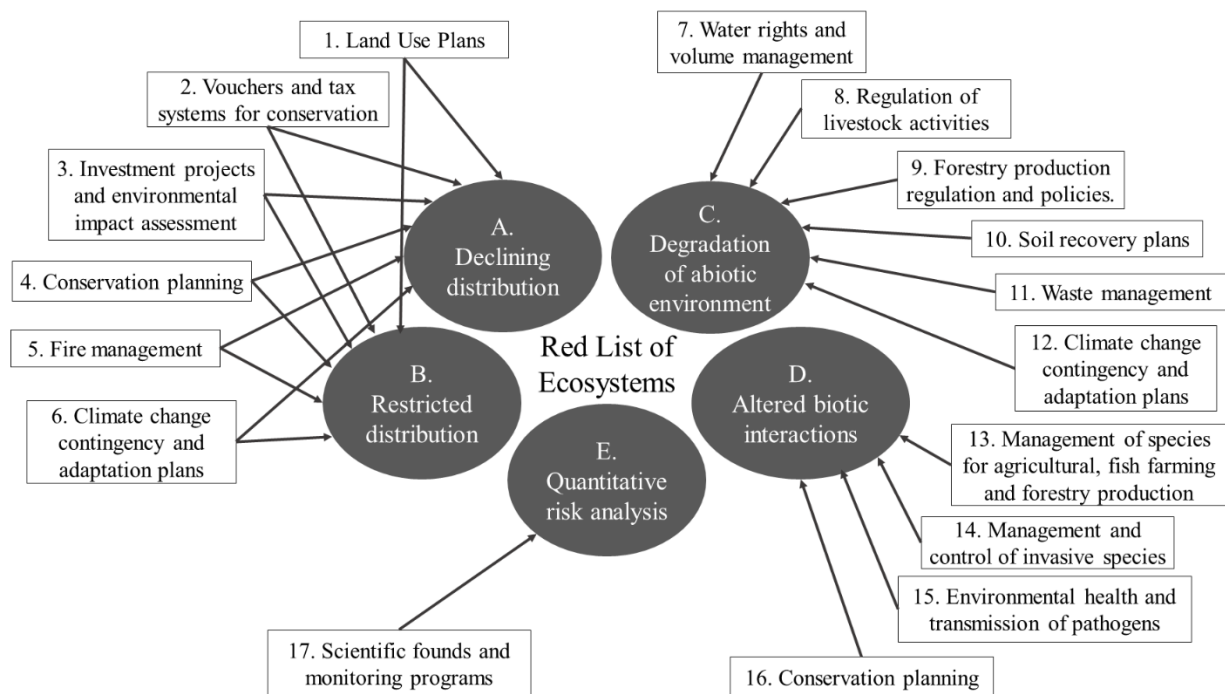 1. Land Use Plans
2. Vouchers and tax
systems for conservation
3. Investment projects
and environmental
impact assessment
4. Conservation planning
5. Fire management
6. Climate change
contingency and
adaptation plans
7. Water rights and
volume management
8. Regulation of
livestock activities
9. Forestry production
regulation and policies.
10. Soil recovery plans
11. Waste management
12. Climate change
contingency and
adaptation plans
13. Management of species
for agricultural, fish farming
and forestry production
14. Management and
control of invasive species
15. Environmental health and
transmission of pathogens
16. Conservation planning
17. Scientific founds and
monitoring programs
A.
Declining
distribution
B.
Restricted
distribution
C.
Degradation
of abiotic
environment
D.
Altered biotic
interactions
E.
Quantitative
risk analysis
Red List of
Ecosystems